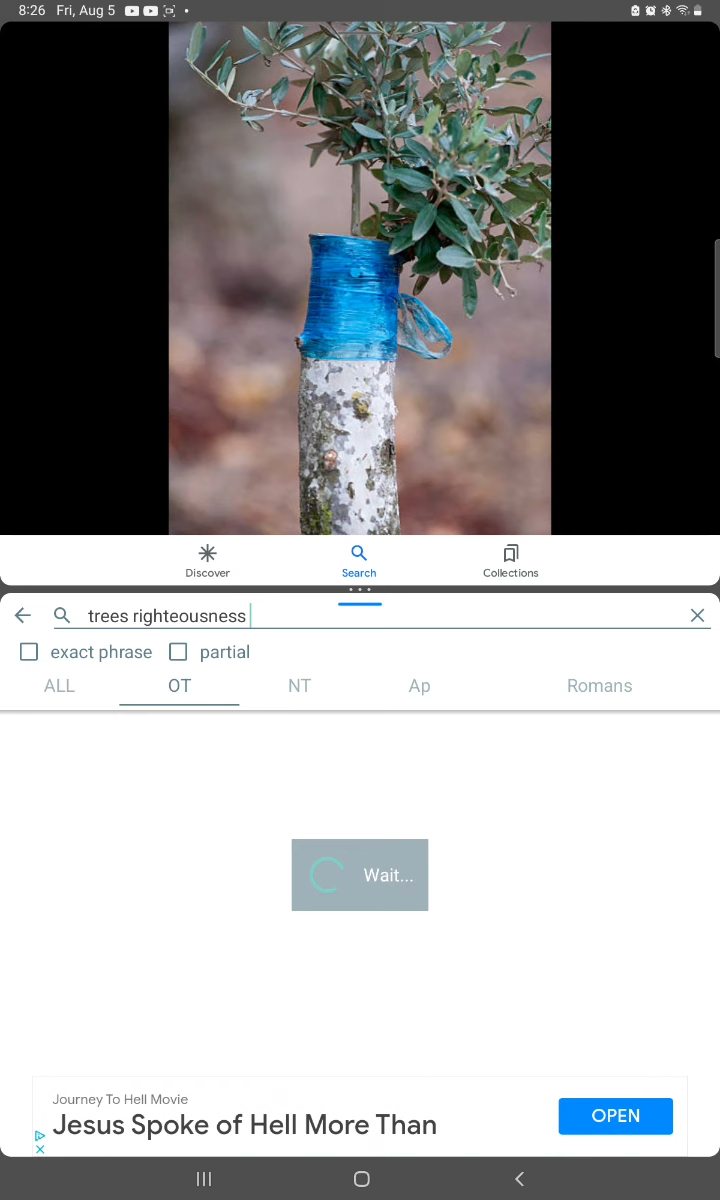 8:26 Fri, Aug 5
Discover
Search
Collections
trees righteousness
exact phrase
partial
ALL
OT
NT
Ap
Romans
Wait...
Journey To Hell Movie
Jesus Spoke of Hell More Than
OPEN